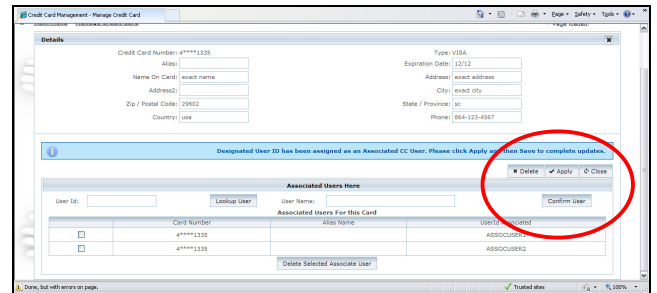 Credit Card Management - Manage Credit Card
Page Safety Tools
Page loaded!
Details
Credit Card Number: 4****1335 Type: VISA
Alias: Expiration Date: 12/12
Name On Card: exact name Address: exact address
Address2: City: exact city
Zip / Postal Code: 29602 State / Province: sc
Country: usa Phone: 864-123-4567
Designated User ID has been assigned as an Associated CC User. Please click Apply and then Save to complete updates.
Delete Apply Close
Associated Users Here
User Id: Lookup User User Name: Confirm User
Associated Users For this Card
Card Number Alias Name UserId Associated
4****1335 ASSOCUSER1
4****1335 ASSOCUSER2
Delete Selected Associate User
Done, but with errors on page. Trusted sites 100%